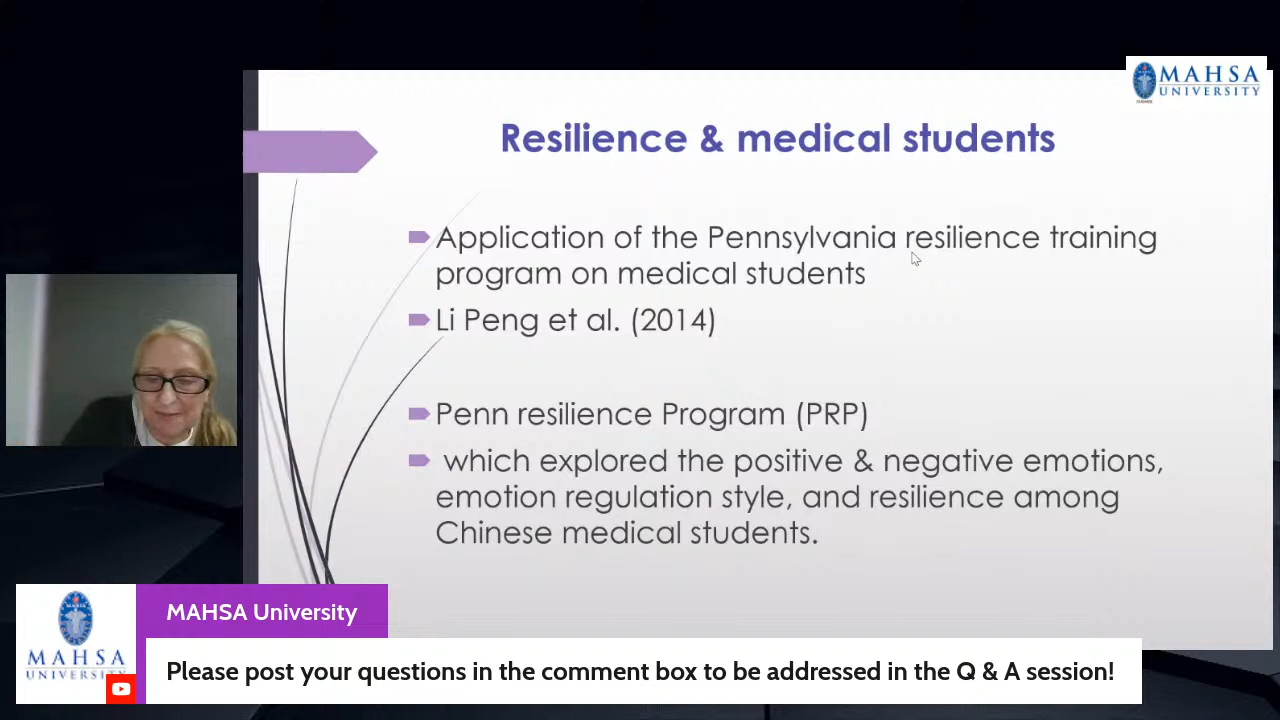 MAHSA
UNIVERSITY
Resilience & medical students
Application of the Pennsylvania resilience training
program on medical students
Li Peng et al. (2014)
Penn resilience Program (PRP)
which explored the positive & negative emotions,
emotion regulation style, and resilience among
Chinese medical students.
MAHSA
UNIVERSITY
MAHSA University
Please post your questions in the comment box to be addressed in the Q & A session!